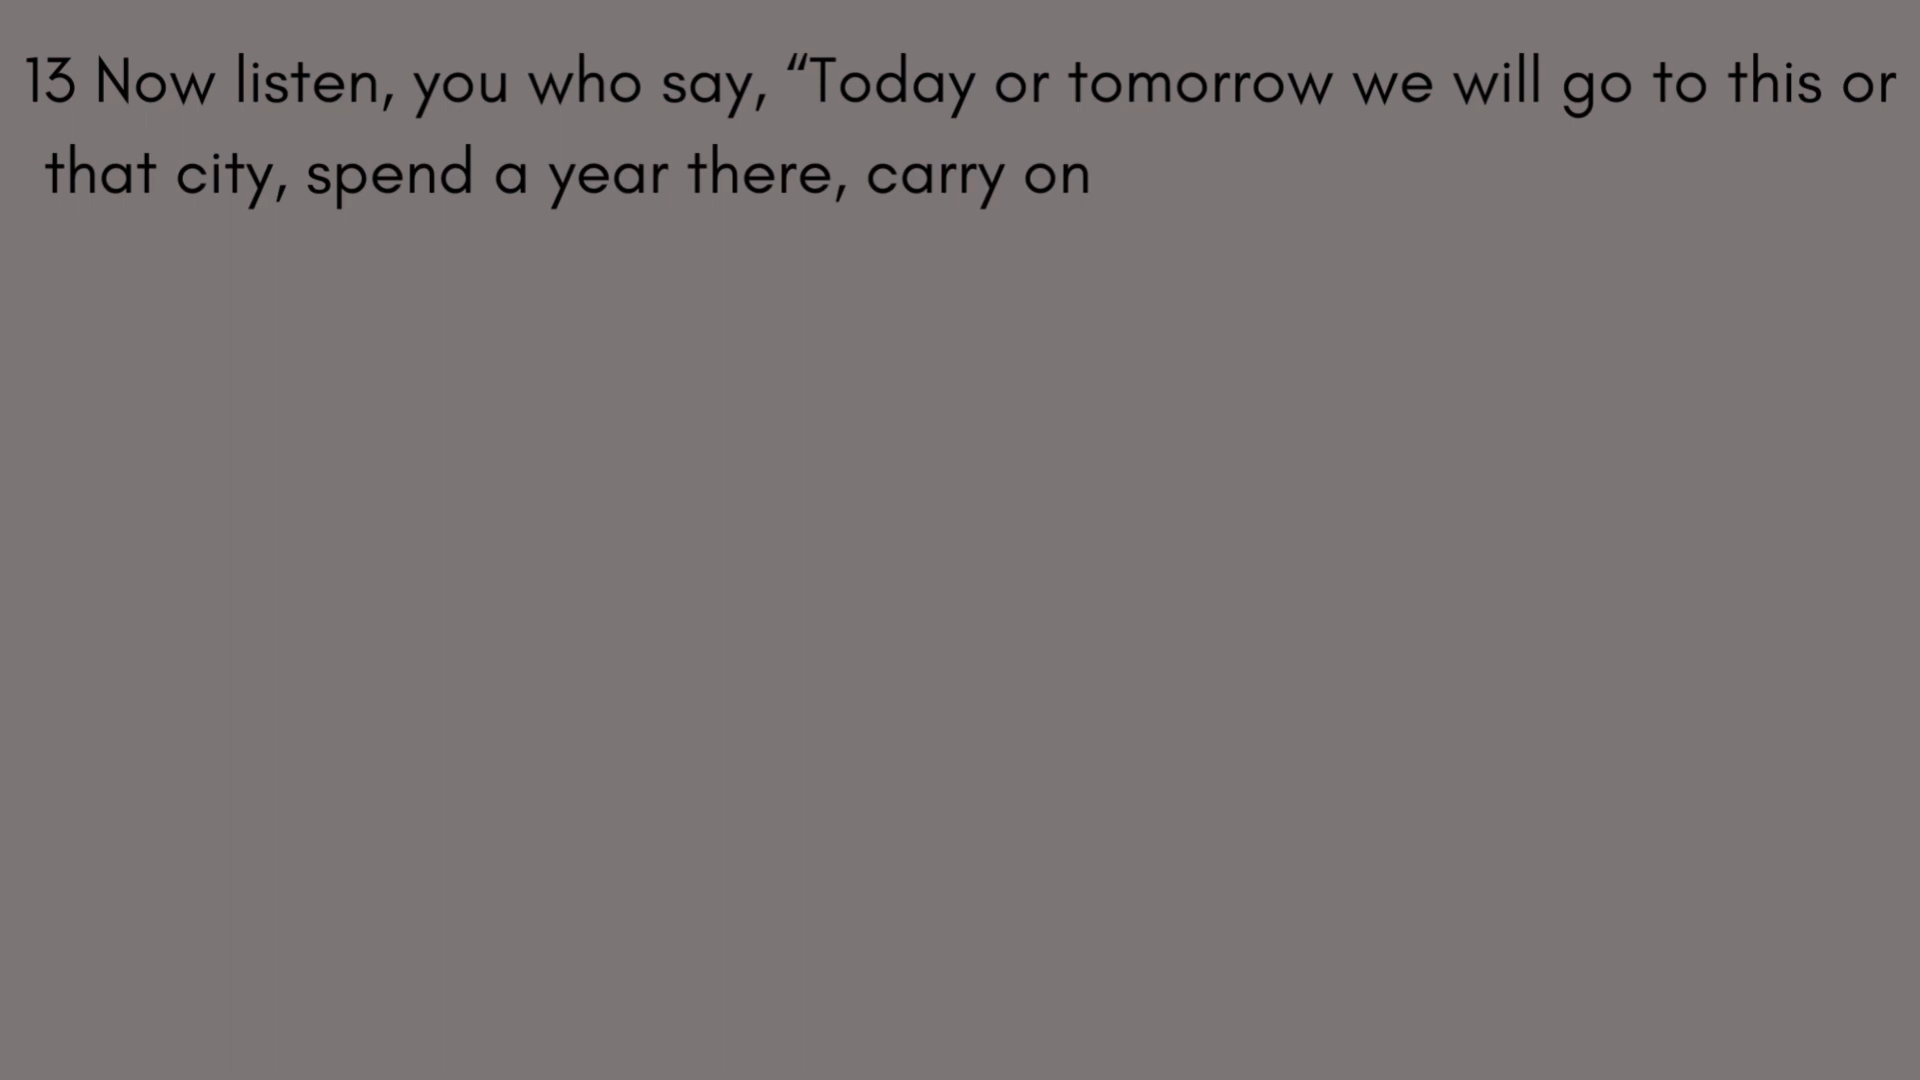 13 Now listen, you who say, “Today or tomorrow we will go to this or
that city, spend a year there, carry on